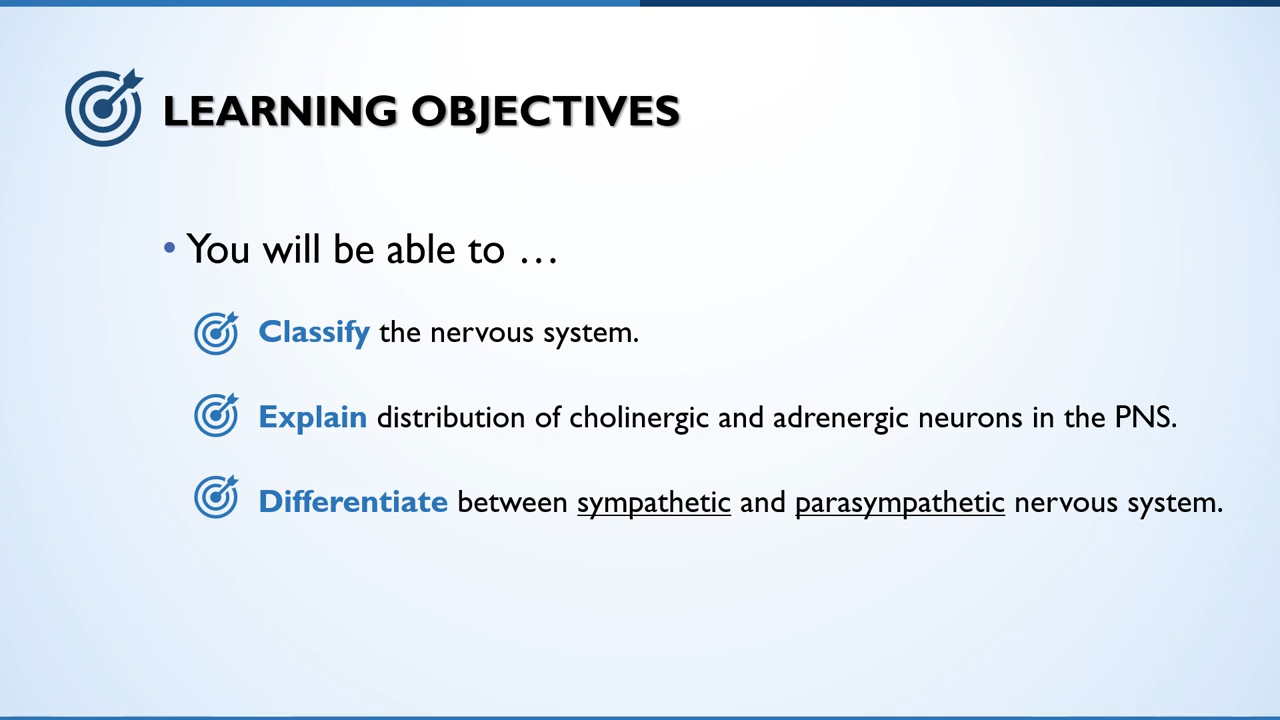 LEARNING OBJECTIVES
• You will be able to …
Classify the nervous system.
Explain distribution of cholinergic and adrenergic neurons in the PNS.
Differentiate between sympathetic and parasympathetic nervous system.